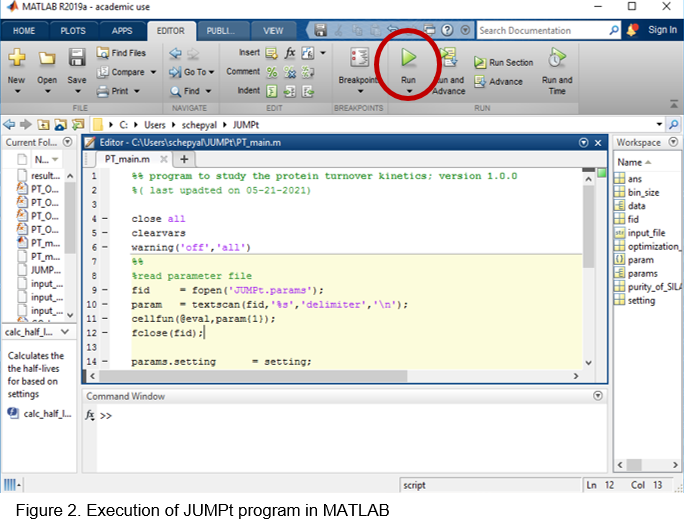 MATLAB R2019a - academic use
HOME PLOTS APPS EDITOR PUBLI... VIEW Search Documentation Sign In
New Open Save Find Files Compare Print
Go To Find
Insert fx Comment Indent
Breakpoints Run Run and Advance Run Section Advance Run and Time
FILE NAVIGATE EDIT BREAKPOINTS RUN
C: Users schepyal JUMPt
Current Fol...
N...
result...
PT_O...
PT_O...
PT_O...
PT_O...
PT_m...
PT_m...
JUMP...
input_...
input_...
input_...
calc_half_l...
Calculates the
the half-lives
for based on
settings
calc_half_l...
Editor - C:\Users\schepyal\JUMPt\PT_main.m
PT_main.m
1 %% program to study the protein turnover kinetics; version 1.0.0
2 %( last upadted on 05-21-2021)
3
4 - close all
5 - clearvars
6 - warning('off','all')
7 %%
8 %read parameter file
9 - fid = fopen('JUMPt.params');
10 - param = textscan(fid,'%s','delimiter','\n');
11 - cellfun(@eval,param{1});
12 - fclose(fid);
13
14 - params.setting = setting;
Command Window
fx >>
Workspace
Name
ans
bin_size
data
fid
input_file
optimization_
param
params
purity_of_SILA
setting
script Ln 12 Col 13
Figure 2. Execution of JUMPt program in MATLAB